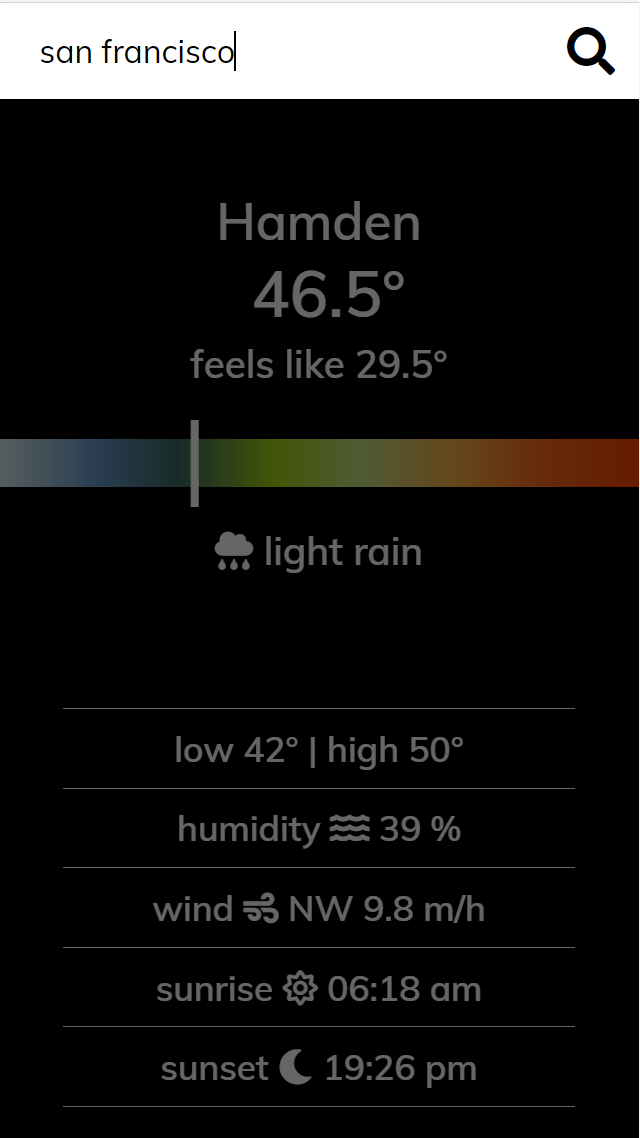 san francisco
Hamden
46.5°
feels like 29.5°
light rain
low 42° | high 50°
humidity 39 %
wind NW 9.8 m/h
sunrise 06:18 am
sunset 19:26 pm